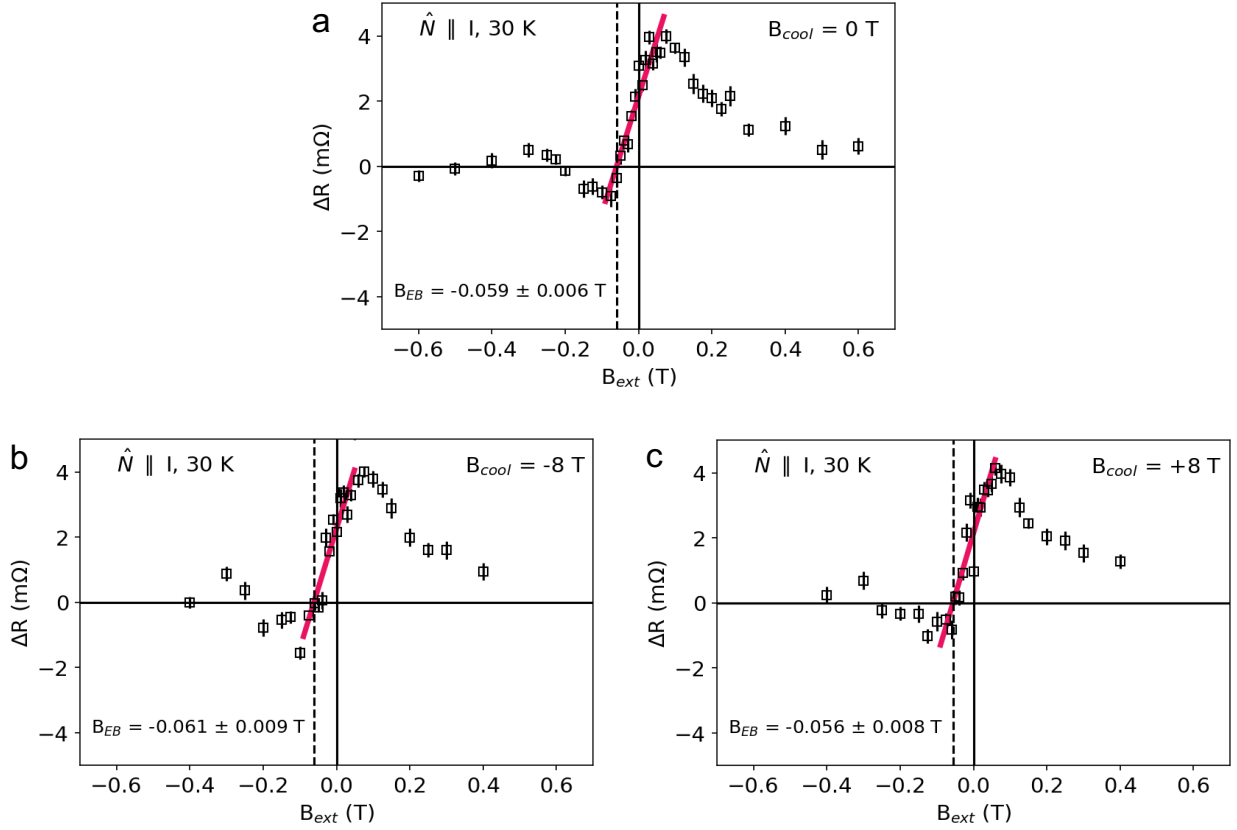 a
N̂ ∥ I, 30 K
B_cool = 0 T
4
2
0
−2
−4
ΔR (mΩ)
B_EB = -0.059 ± 0.006 T
−0.6 −0.4 −0.2 0.0 0.2 0.4 0.6
B_ext (T)
b
N̂ ∥ I, 30 K
B_cool = -8 T
4
2
0
−2
−4
ΔR (mΩ)
B_EB = -0.061 ± 0.009 T
−0.6 −0.4 −0.2 0.0 0.2 0.4 0.6
B_ext (T)
c
N̂ ∥ I, 30 K
B_cool = +8 T
4
2
0
−2
−4
ΔR (mΩ)
B_EB = -0.056 ± 0.008 T
−0.6 −0.4 −0.2 0.0 0.2 0.4 0.6
B_ext (T)